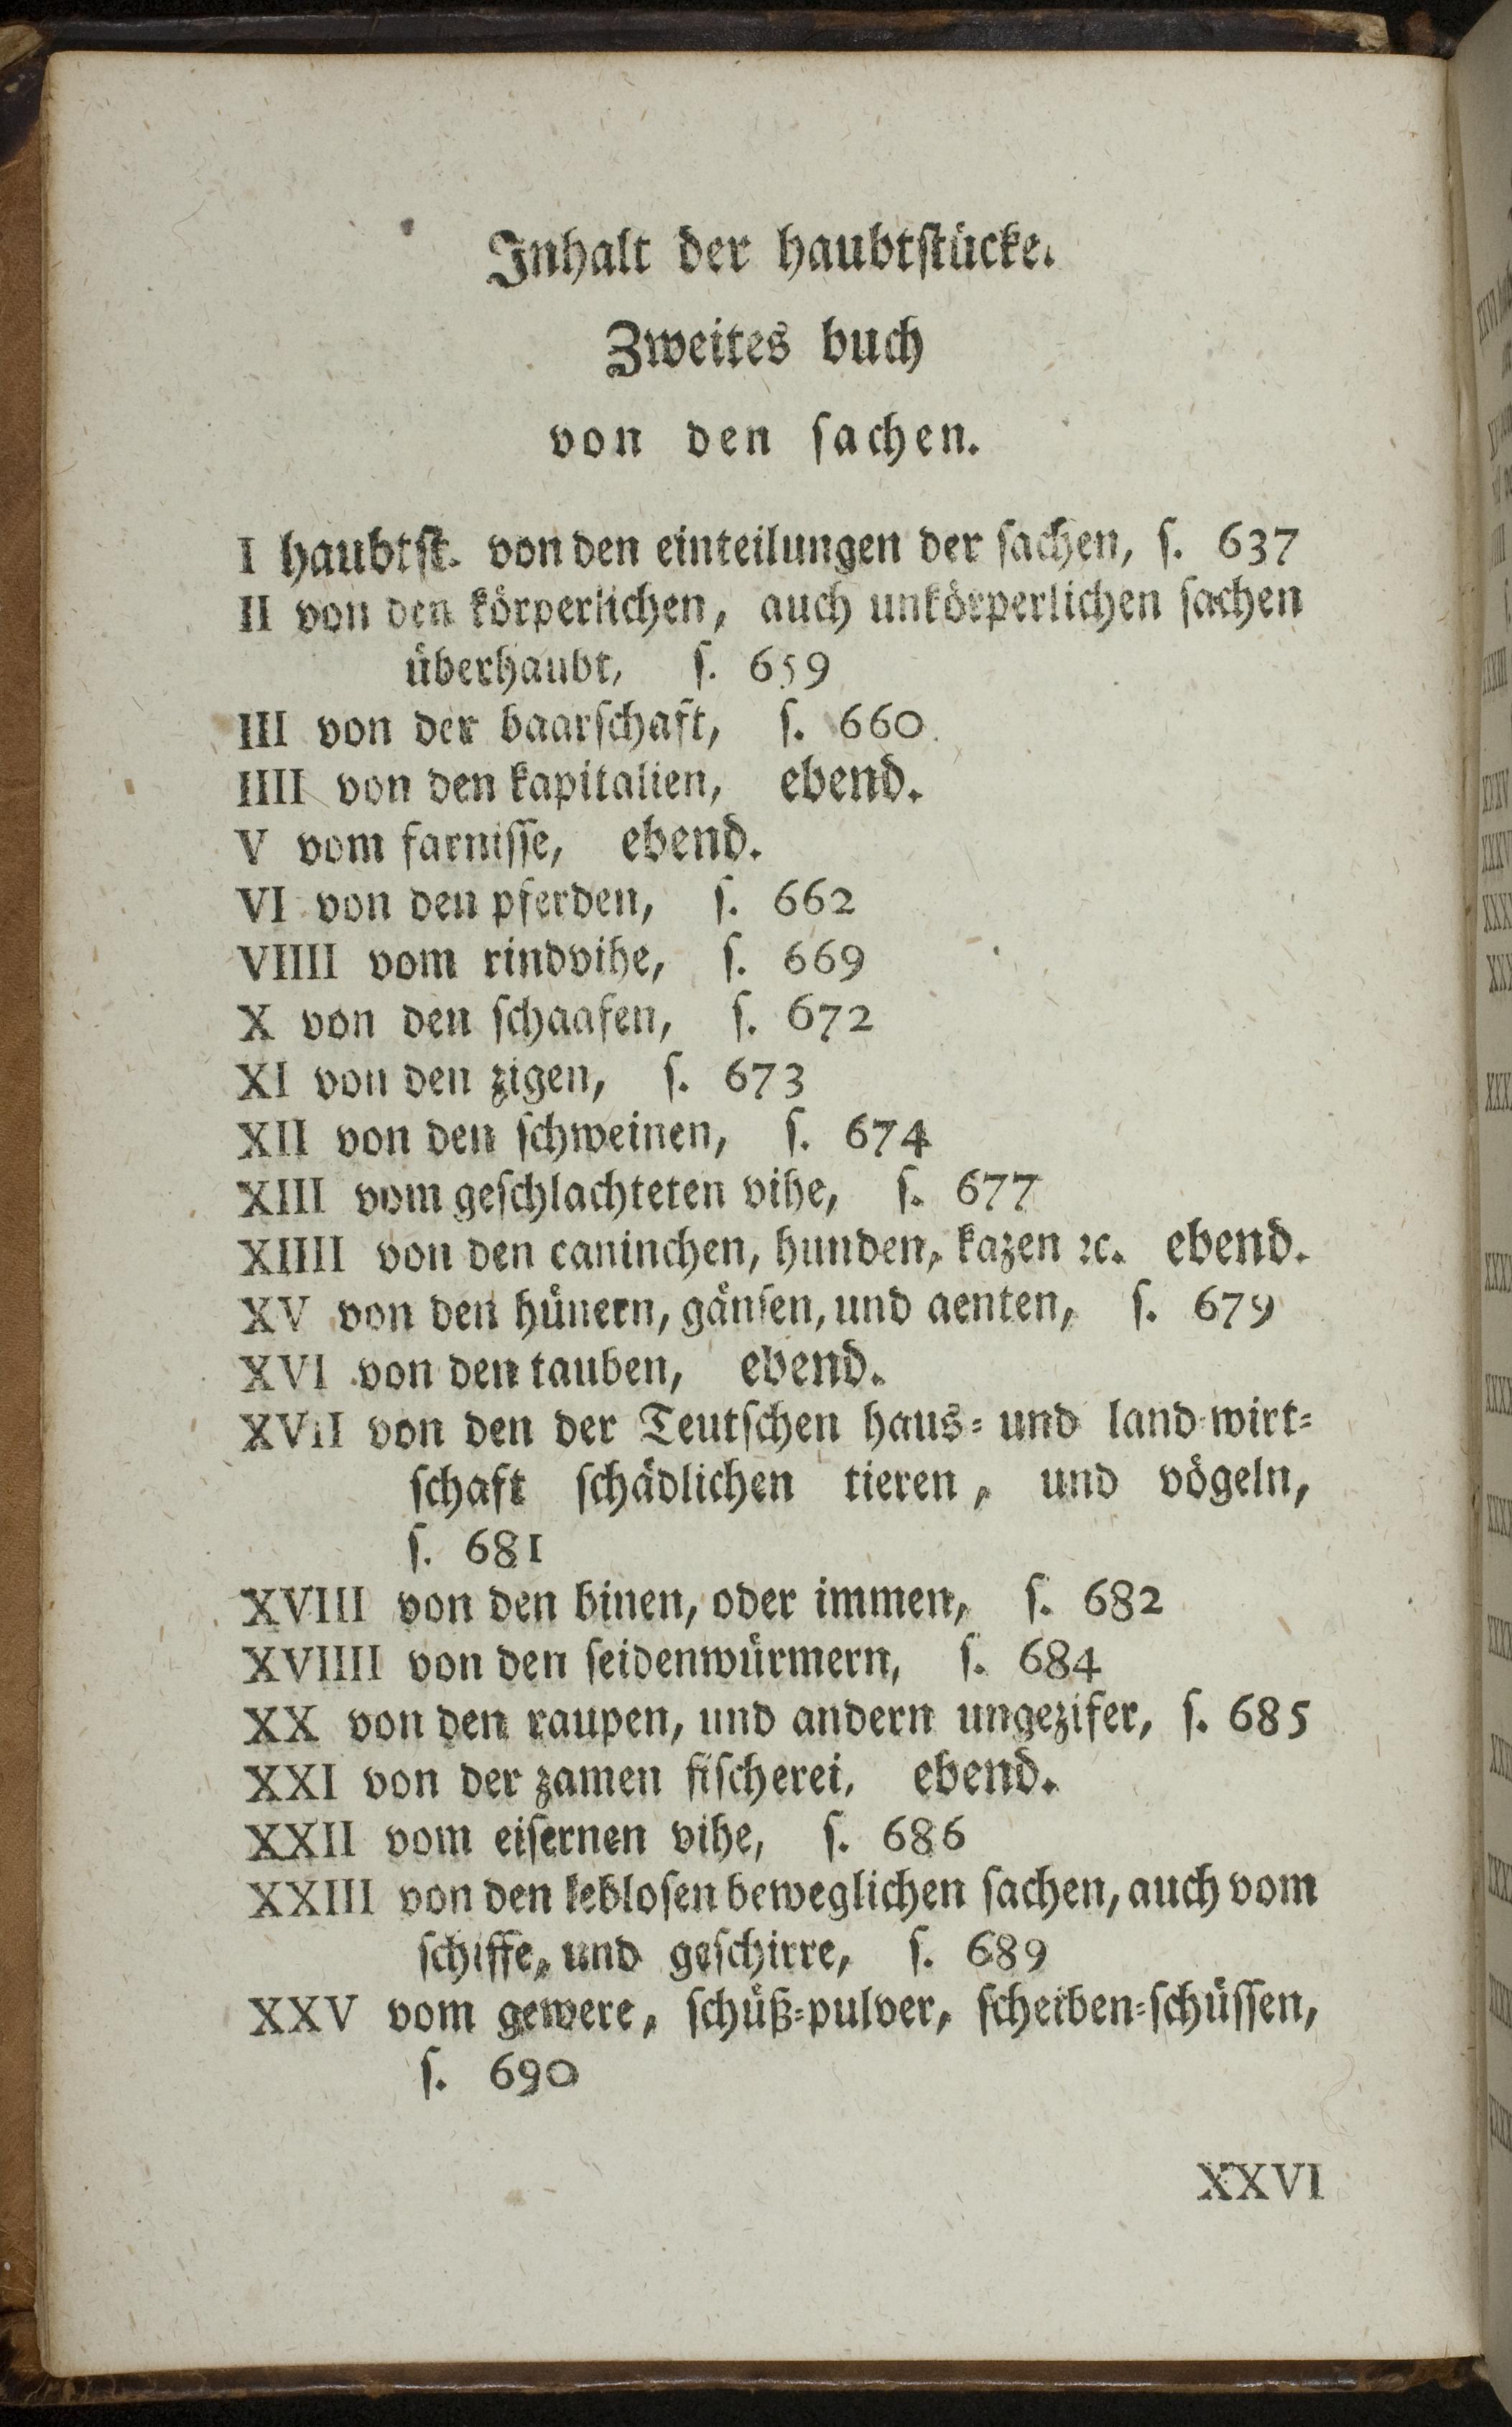 Inhalt der haubtſtücke.
Zweites buch
von den ſachen.
I haubtſt. von den einteilungen der ſachen, ſ. 637
II von den körperlichen, auch unkörperlichen ſachen
überhaubt, ſ. 659
III von der baarſchaft, ſ. 660
IIII von den kapitalien, ebend.
V vom farniſſe, ebend.
VI von den pferden, ſ. 662
VIIII vom rindvihe, ſ. 669
X von den ſchaafen, ſ. 672
XI von den zigen, ſ. 673
XII von den ſchweinen, ſ. 674
XIII vom geſchlachteten vihe, ſ. 677
XIIII von den caninchen, hunden, kazen ꝛc. ebend.
XV von den hünern, gänſen, und aenten, ſ. 679
XVI von den tauben, ebend.
XVII von den der Teutſchen haus- und land-wirt-
ſchaft ſchädlichen tieren, und vögeln,
ſ. 681
XVIII von den binen, oder immen, ſ. 682
XVIIII von den ſeidenwürmern, ſ. 684
XX von den raupen, und andern ungezifer, ſ. 685
XXI von der zamen fiſcherei, ebend.
XXII vom eiſernen vihe, ſ. 686
XXIII von den leblosen beweglichen ſachen, auch vom
ſchiffe, und geſchirre, ſ. 689
XXV vom gewere, ſchüß-pulver, ſcheiben-ſchüſſen,
ſ. 690
XXVI